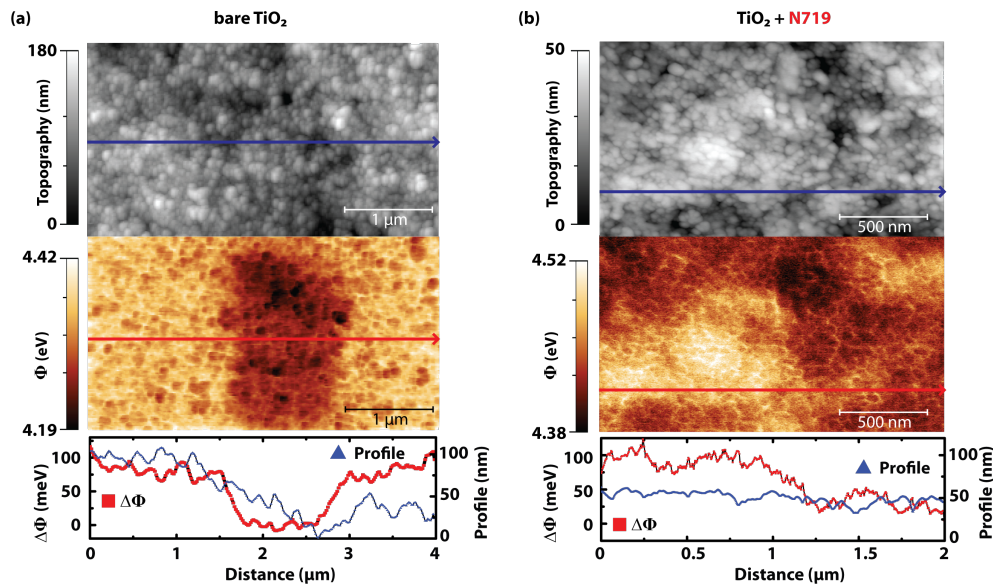 (a)
bare TiO₂
180
Topography (nm)
0
1 µm
4.42
Φ (eV)
4.19
1 µm
100
50
0
ΔΦ (meV)
▲ Profile
■ ΔΦ
100
50
0
Profile (nm)
0 1 2 3 4
Distance (µm)
(b)
TiO₂ + N719
50
Topography (nm)
0
500 nm
4.52
Φ (eV)
4.38
500 nm
100
50
0
ΔΦ (meV)
▲ Profile
■ ΔΦ
100
50
0
Profile (nm)
0 0.5 1 1.5 2
Distance (µm)